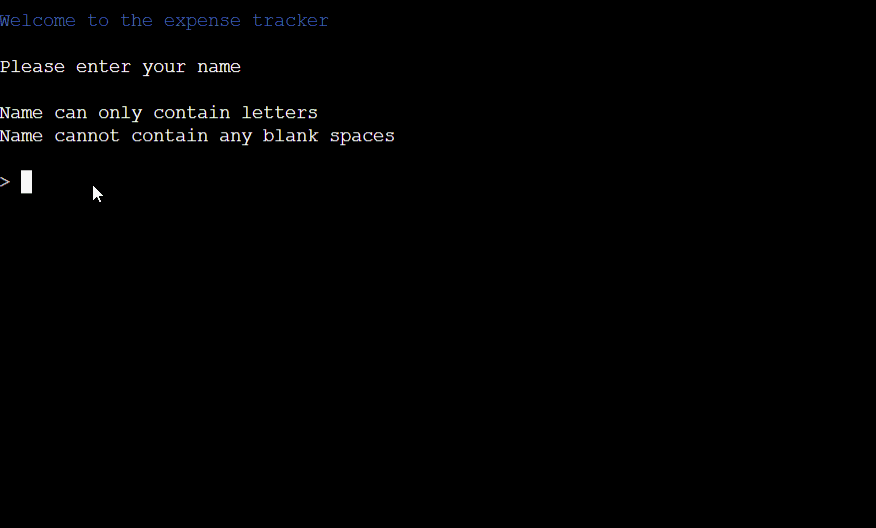 Welcome to the expense tracker
Please enter your name
Name can only contain letters
Name cannot contain any blank spaces
>